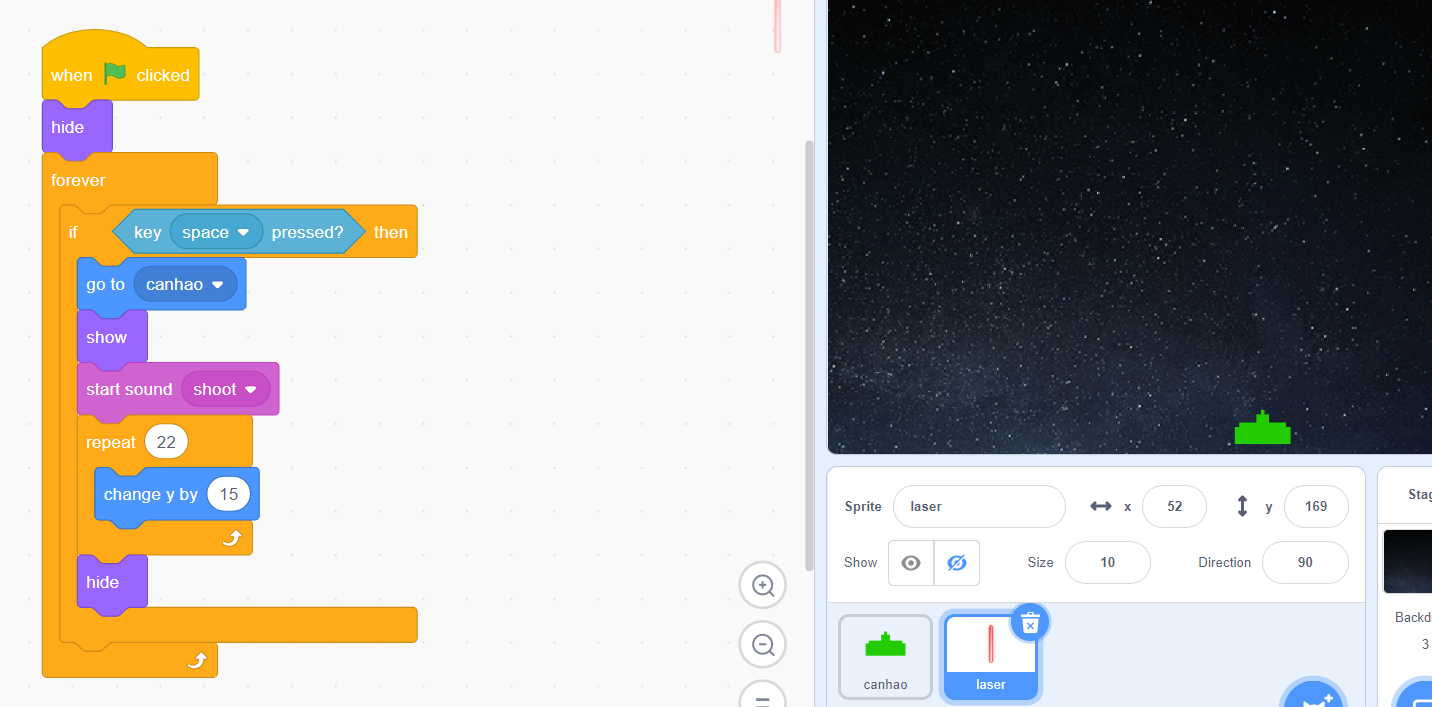 when clicked
hide
forever
if key space pressed? then
go to canhao
show
start sound shoot
repeat 22
change y by 15
hide
Sprite laser x 52 y 169
Show Size 10 Direction 90
canhao
laser
Stag
Backd
3